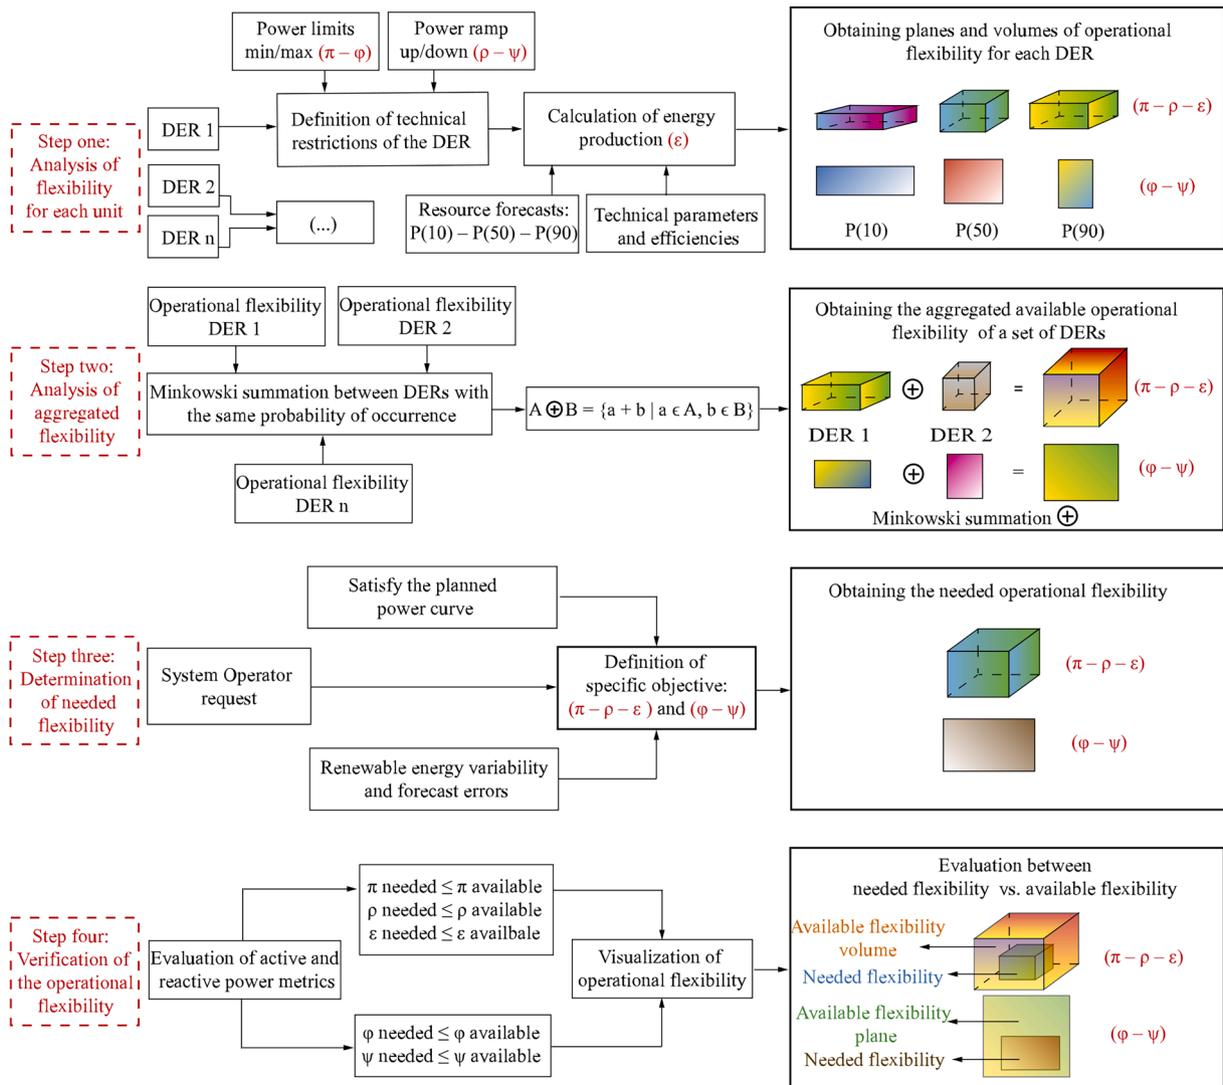 Step one:
Analysis of
flexibility
for each unit
Power limits
min/max (π – φ)
Power ramp
up/down (ρ – ψ)
DER 1
Definition of technical
restrictions of the DER
Calculation of energy
production (ε)
DER 2
DER n
(...)
Resource forecasts:
P(10) – P(50) – P(90)
Technical parameters
and efficiencies
Obtaining planes and volumes of operational
flexibility for each DER
(π – ρ – ε)
(φ – ψ)
P(10)
P(50)
P(90)
Step two:
Analysis of
aggregated
flexibility
Operational flexibility
DER 1
Operational flexibility
DER 2
Minkowski summation between DERs with
the same probability of occurrence
A ⊕ B = {a + b | a ϵ A, b ϵ B}
Operational flexibility
DER n
Obtaining the aggregated available operational
flexibility of a set of DERs
⊕ = (π – ρ – ε)
DER 1 DER 2
⊕ = (φ – ψ)
Minkowski summation ⊕
Step three:
Determination
of needed
flexibility
Satisfy the planned
power curve
System Operator
request
Definition of
specific objective:
(π – ρ – ε ) and (φ – ψ)
Renewable energy variability
and forecast errors
Obtaining the needed operational flexibility
(π – ρ – ε)
(φ – ψ)
Step four:
Verification of
the operational
flexibility
Evaluation of active and
reactive power metrics
π needed ≤ π available
ρ needed ≤ ρ available
ε needed ≤ ε availbale
φ needed ≤ φ available
ψ needed ≤ ψ available
Visualization of
operational flexibility
Evaluation between
needed flexibility vs. available flexibility
Available flexibility
volume
Needed flexibility
(π – ρ – ε)
Available flexibility
plane
Needed flexibility
(φ – ψ)